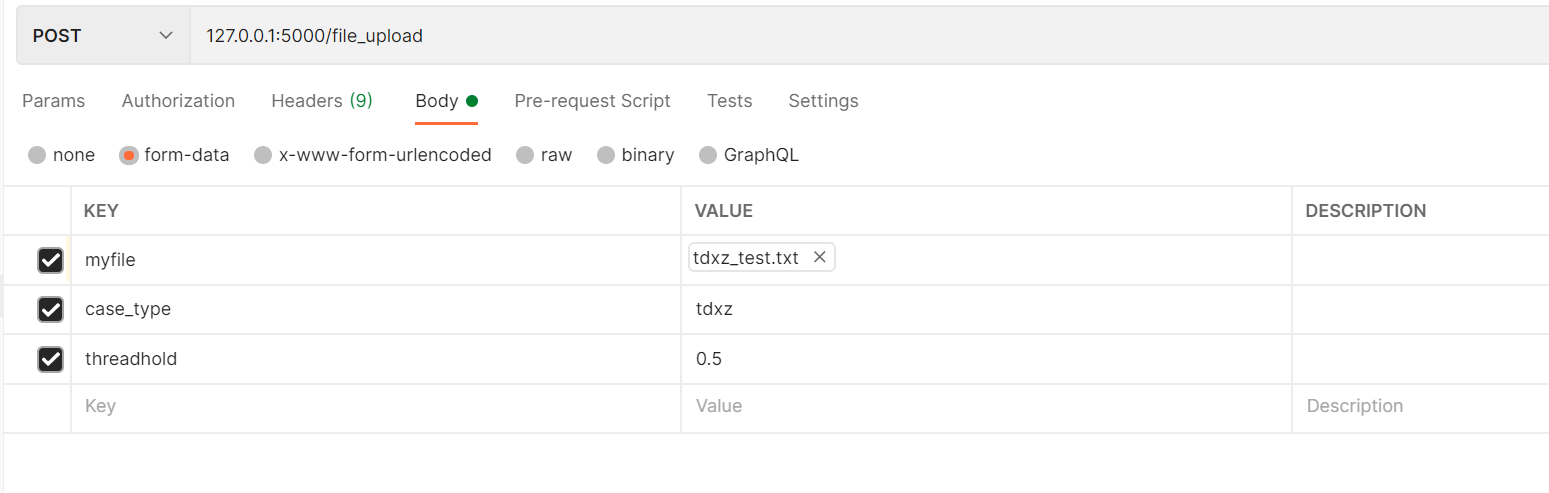 POST 127.0.0.1:5000/file_upload
Params Authorization Headers (9) Body Pre-request Script Tests Settings
none form-data x-www-form-urlencoded raw binary GraphQL
KEY VALUE DESCRIPTION
myfile tdxz_test.txt
case_type tdxz
threadhold 0.5
Key Value Description